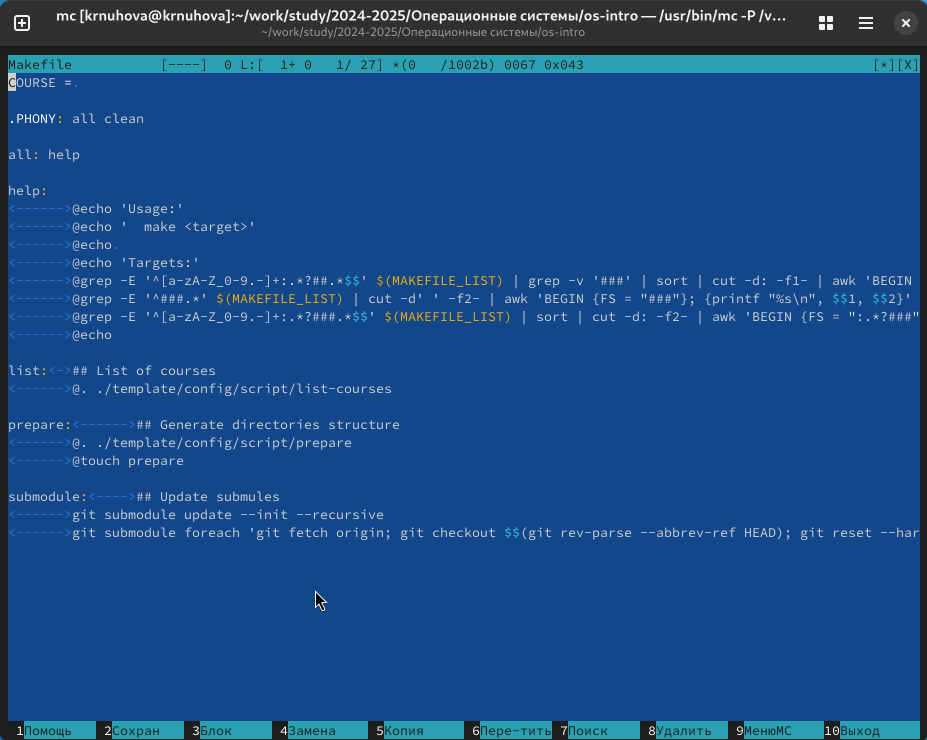 mc [krnuhova@krnuhova]:~/work/study/2024-2025/Операционные системы/os-intro — /usr/bin/mc -P /v...
~/work/study/2024-2025/Операционные системы/os-intro
Makefile [----] 0 L:[ 1+ 0 1/ 27] *(0 /1002b) 0067 0x043 [*][X]
COURSE =.
.PHONY: all clean
all: help
help:
<------>@echo 'Usage:'
<------>@echo '  make <target>'
<------>@echo.
<------>@echo 'Targets:'
<------>@grep -E '^[a-zA-Z_0-9.-]+:.*?##.*$$' $(MAKEFILE_LIST) | grep -v '###' | sort | cut -d: -f1- | awk 'BEGIN
<------>@grep -E '^###.*' $(MAKEFILE_LIST) | cut -d' ' -f2- | awk 'BEGIN {FS = "###"}; {printf "%s\n", $$1, $$2}'
<------>@grep -E '^[a-zA-Z_0-9.-]+:.*?###.*$$' $(MAKEFILE_LIST) | sort | cut -d: -f2- | awk 'BEGIN {FS = ":.*?###"
<------>@echo
list:<->## List of courses
<------>@. ./template/config/script/list-courses
prepare:<------>## Generate directories structure
<------>@. ./template/config/script/prepare
<------>@touch prepare
submodule:<---->## Update submules
<------>git submodule update --init --recursive
<------>git submodule foreach 'git fetch origin; git checkout $$(git rev-parse --abbrev-ref HEAD); git reset --har
1Помощь 2Сохран 3Блок 4Замена 5Копия 6Пере~тить 7Поиск 8Удалить 9МенюMC 10Выход